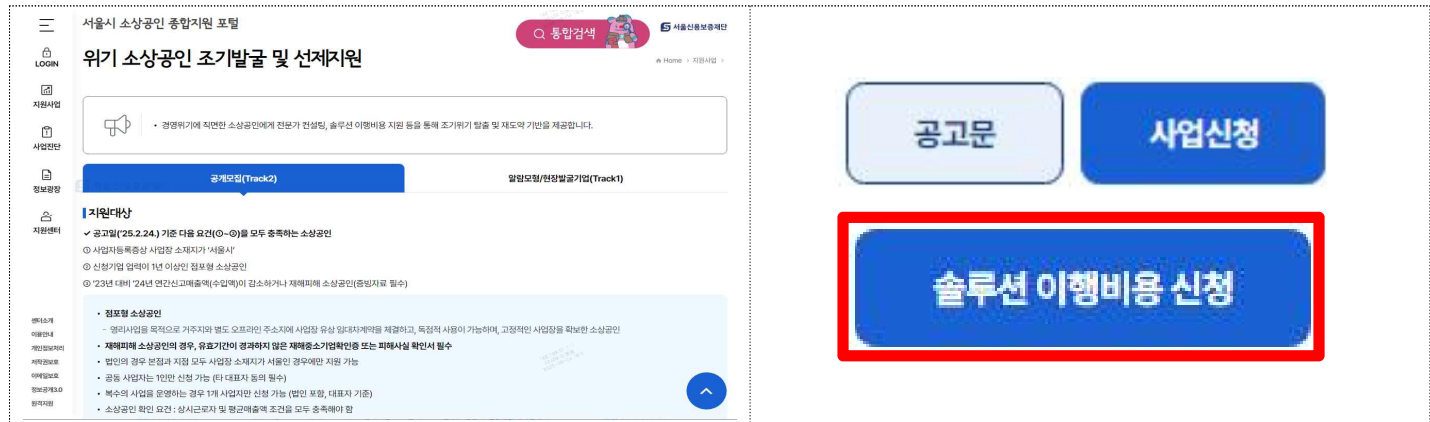 서울시 소상공인 종합지원 포털
통합검색
서울신용보증재단
LOGIN
위기 소상공인 조기발굴 및 선제지원
Home > 지원사업 >
지원사업
사업진단
정보광장
지원센터
• 경영위기에 직면한 소상공인에게 전문가 컨설팅, 솔루션 이행비용 지원 등을 통해 조기위기 탈출 및 재도약 기반을 제공합니다.
공개모집(Track2)
알람모형/현장발굴기업(Track1)
지원대상
✓ 공고일('25.2.24.) 기준 다음 요건(①~③)을 모두 충족하는 소상공인
① 사업자등록증상 사업장 소재지가 '서울시'
② 신청기업 업력이 1년 이상인 점포형 소상공인
③ '23년 대비 '24년 연간신고매출액(수입액)이 감소하거나 재해피해 소상공인(증빙자료 필수)
• 점포형 소상공인
- 영리사업을 목적으로 거주지와 별도 오프라인 주소지에 사업장 유상 임대차계약을 체결하고, 독점적 사용이 가능하며, 고정적인 사업장을 확보한 소상공인
• 재해피해 소상공인의 경우, 유효기간이 경과하지 않은 재해중소기업확인증 또는 피해사실 확인서 필수
• 법인의 경우 본점과 지점 모두 사업장 소재지가 서울인 경우에만 지원 가능
• 공동 사업자는 1인만 신청 가능 (타 대표자 동의 필수)
• 복수의 사업을 운영하는 경우 1개 사업자만 신청 가능 (법인 포함, 대표자 기준)
• 소상공인 확인 요건 : 상시근로자 및 평균매출액 조건을 모두 충족해야 함
센터소개
이용안내
개인정보처리
저작권보호
이메일보호
정보공개3.0
원격지원
공고문
사업신청
솔루션 이행비용 신청